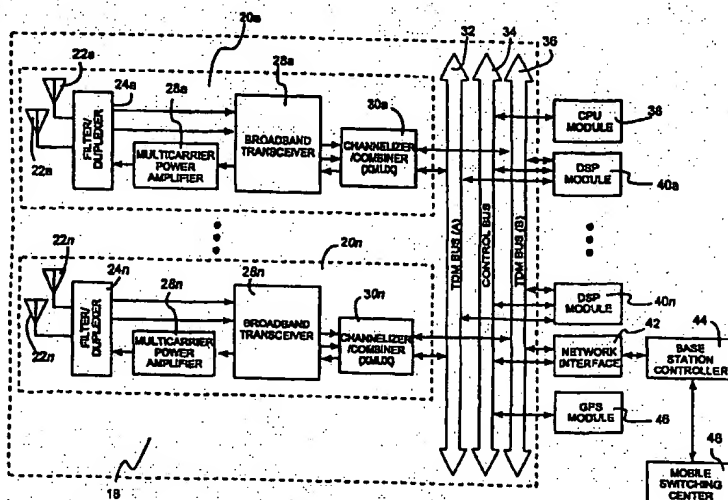 20a
32
34
36
22a
24a
28a
28a
30a
38
22a
FILTER/
DUPLEXER
MULTICARRIER
POWER
AMPLIFIER
BROADBAND
TRANSCEIVER
CHANNELIZER
/COMBINER
(XMUX)
CPU
MODULE
DSP
MODULE
40a
TDM BUS (A)
CONTROL BUS
TDM BUS (B)
22n
20n
24n
28n
28n
30n
22n
FILTER/
DUPLEXER
MULTICARRIER
POWER
AMPLIFIER
BROADBAND
TRANSCEIVER
CHANNELIZER
/COMBINER
(XMUX)
DSP
MODULE
40n
42
44
NETWORK
INTERFACE
BASE
STATION
CONTROLLER
GPS
MODULE
46
48
MOBILE
SWITCHING
CENTER
18